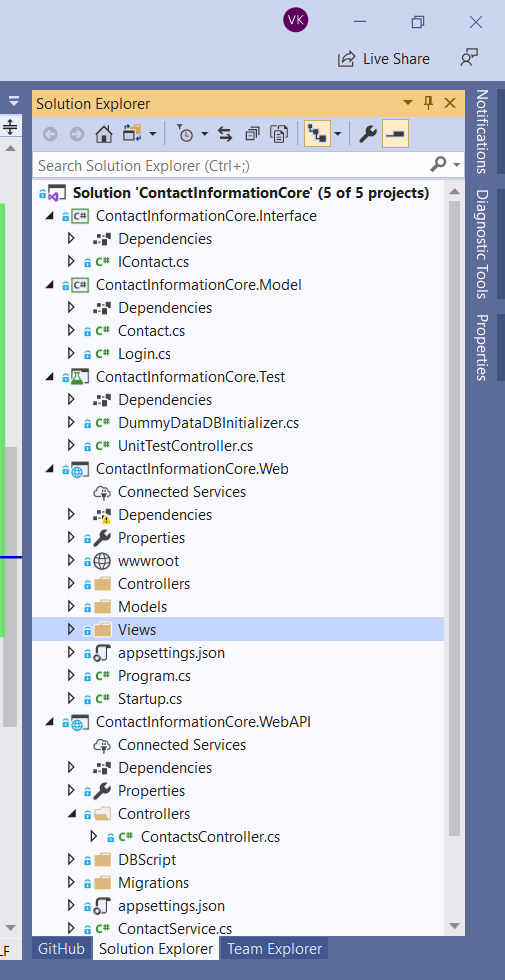 VK
Live Share
Solution Explorer
Search Solution Explorer (Ctrl+;)
Solution 'ContactInformationCore' (5 of 5 projects)
C# ContactInformationCore.Interface
Dependencies
C# IContact.cs
C# ContactInformationCore.Model
Dependencies
C# Contact.cs
C# Login.cs
ContactInformationCore.Test
Dependencies
C# DummyDataDBInitializer.cs
C# UnitTestController.cs
ContactInformationCore.Web
Connected Services
Dependencies
Properties
wwwroot
Controllers
Models
Views
appsettings.json
C# Program.cs
C# Startup.cs
ContactInformationCore.WebAPI
Connected Services
Dependencies
Properties
Controllers
C# ContactsController.cs
DBScript
Migrations
appsettings.json
C# ContactService.cs
LF
GitHub Solution Explorer Team Explorer
Notifications
Diagnostic Tools
Properties